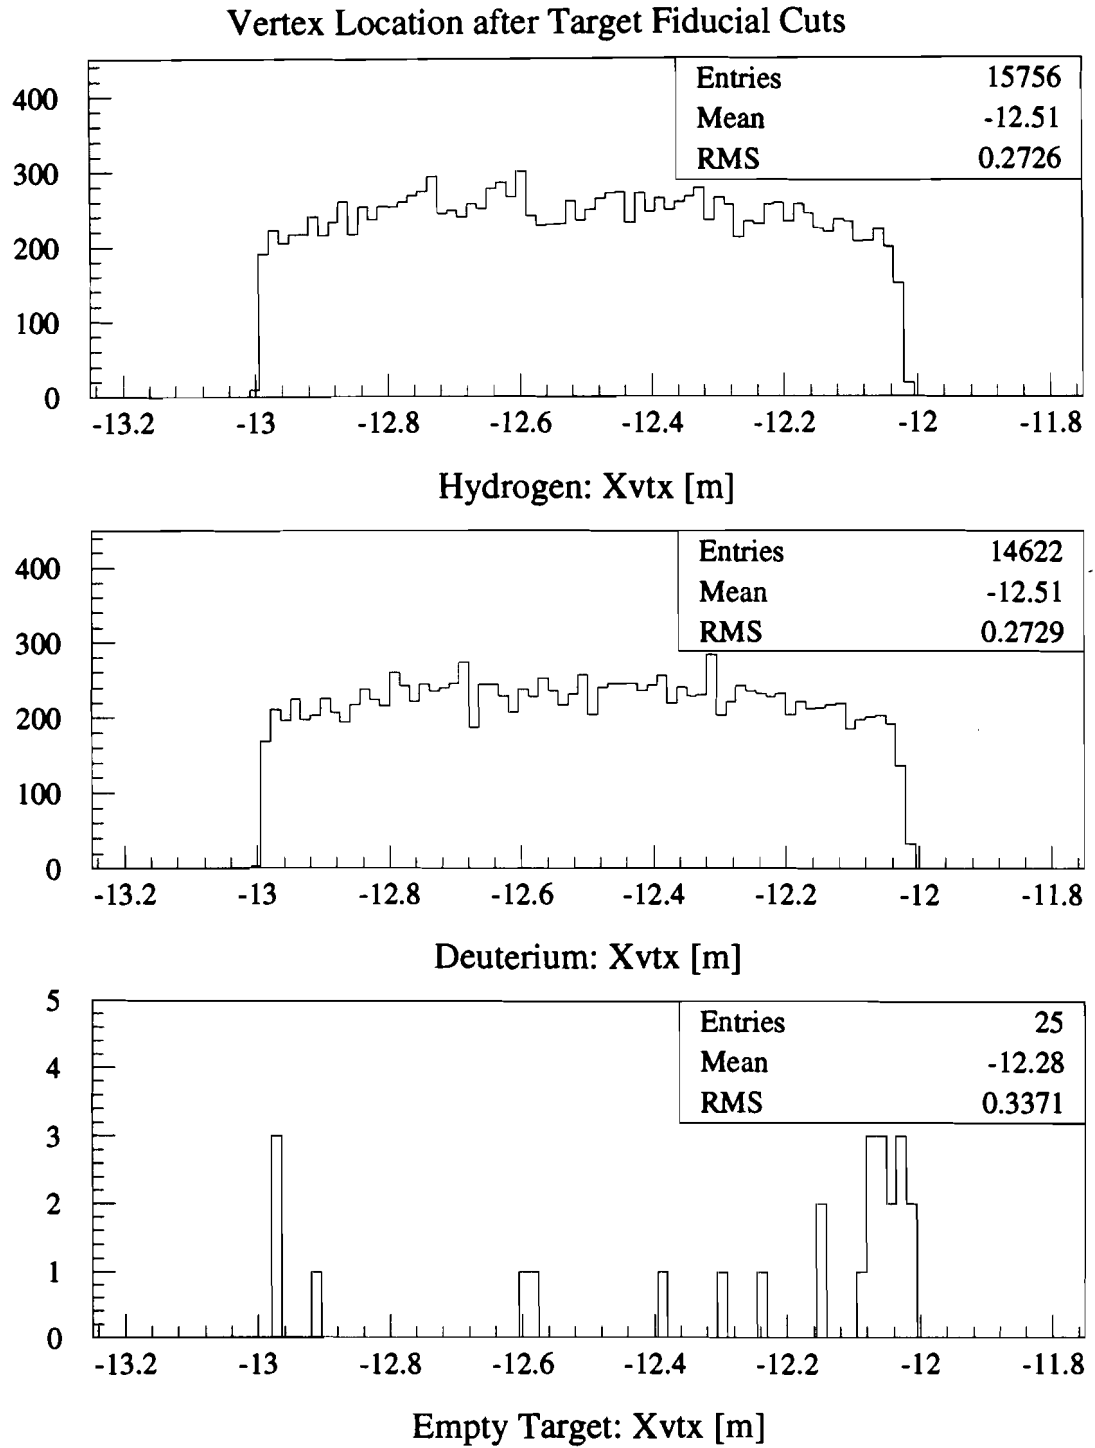 Vertex Location after Target Fiducial Cuts
Entries 15756
Mean -12.51
RMS 0.2726
400
300
200
100
0
-13.2 -13 -12.8 -12.6 -12.4 -12.2 -12 -11.8
Hydrogen: Xvtx [m]
Entries 14622
Mean -12.51
RMS 0.2729
400
300
200
100
0
-13.2 -13 -12.8 -12.6 -12.4 -12.2 -12 -11.8
Deuterium: Xvtx [m]
Entries 25
Mean -12.28
RMS 0.3371
5
4
3
2
1
0
-13.2 -13 -12.8 -12.6 -12.4 -12.2 -12 -11.8
Empty Target: Xvtx [m]